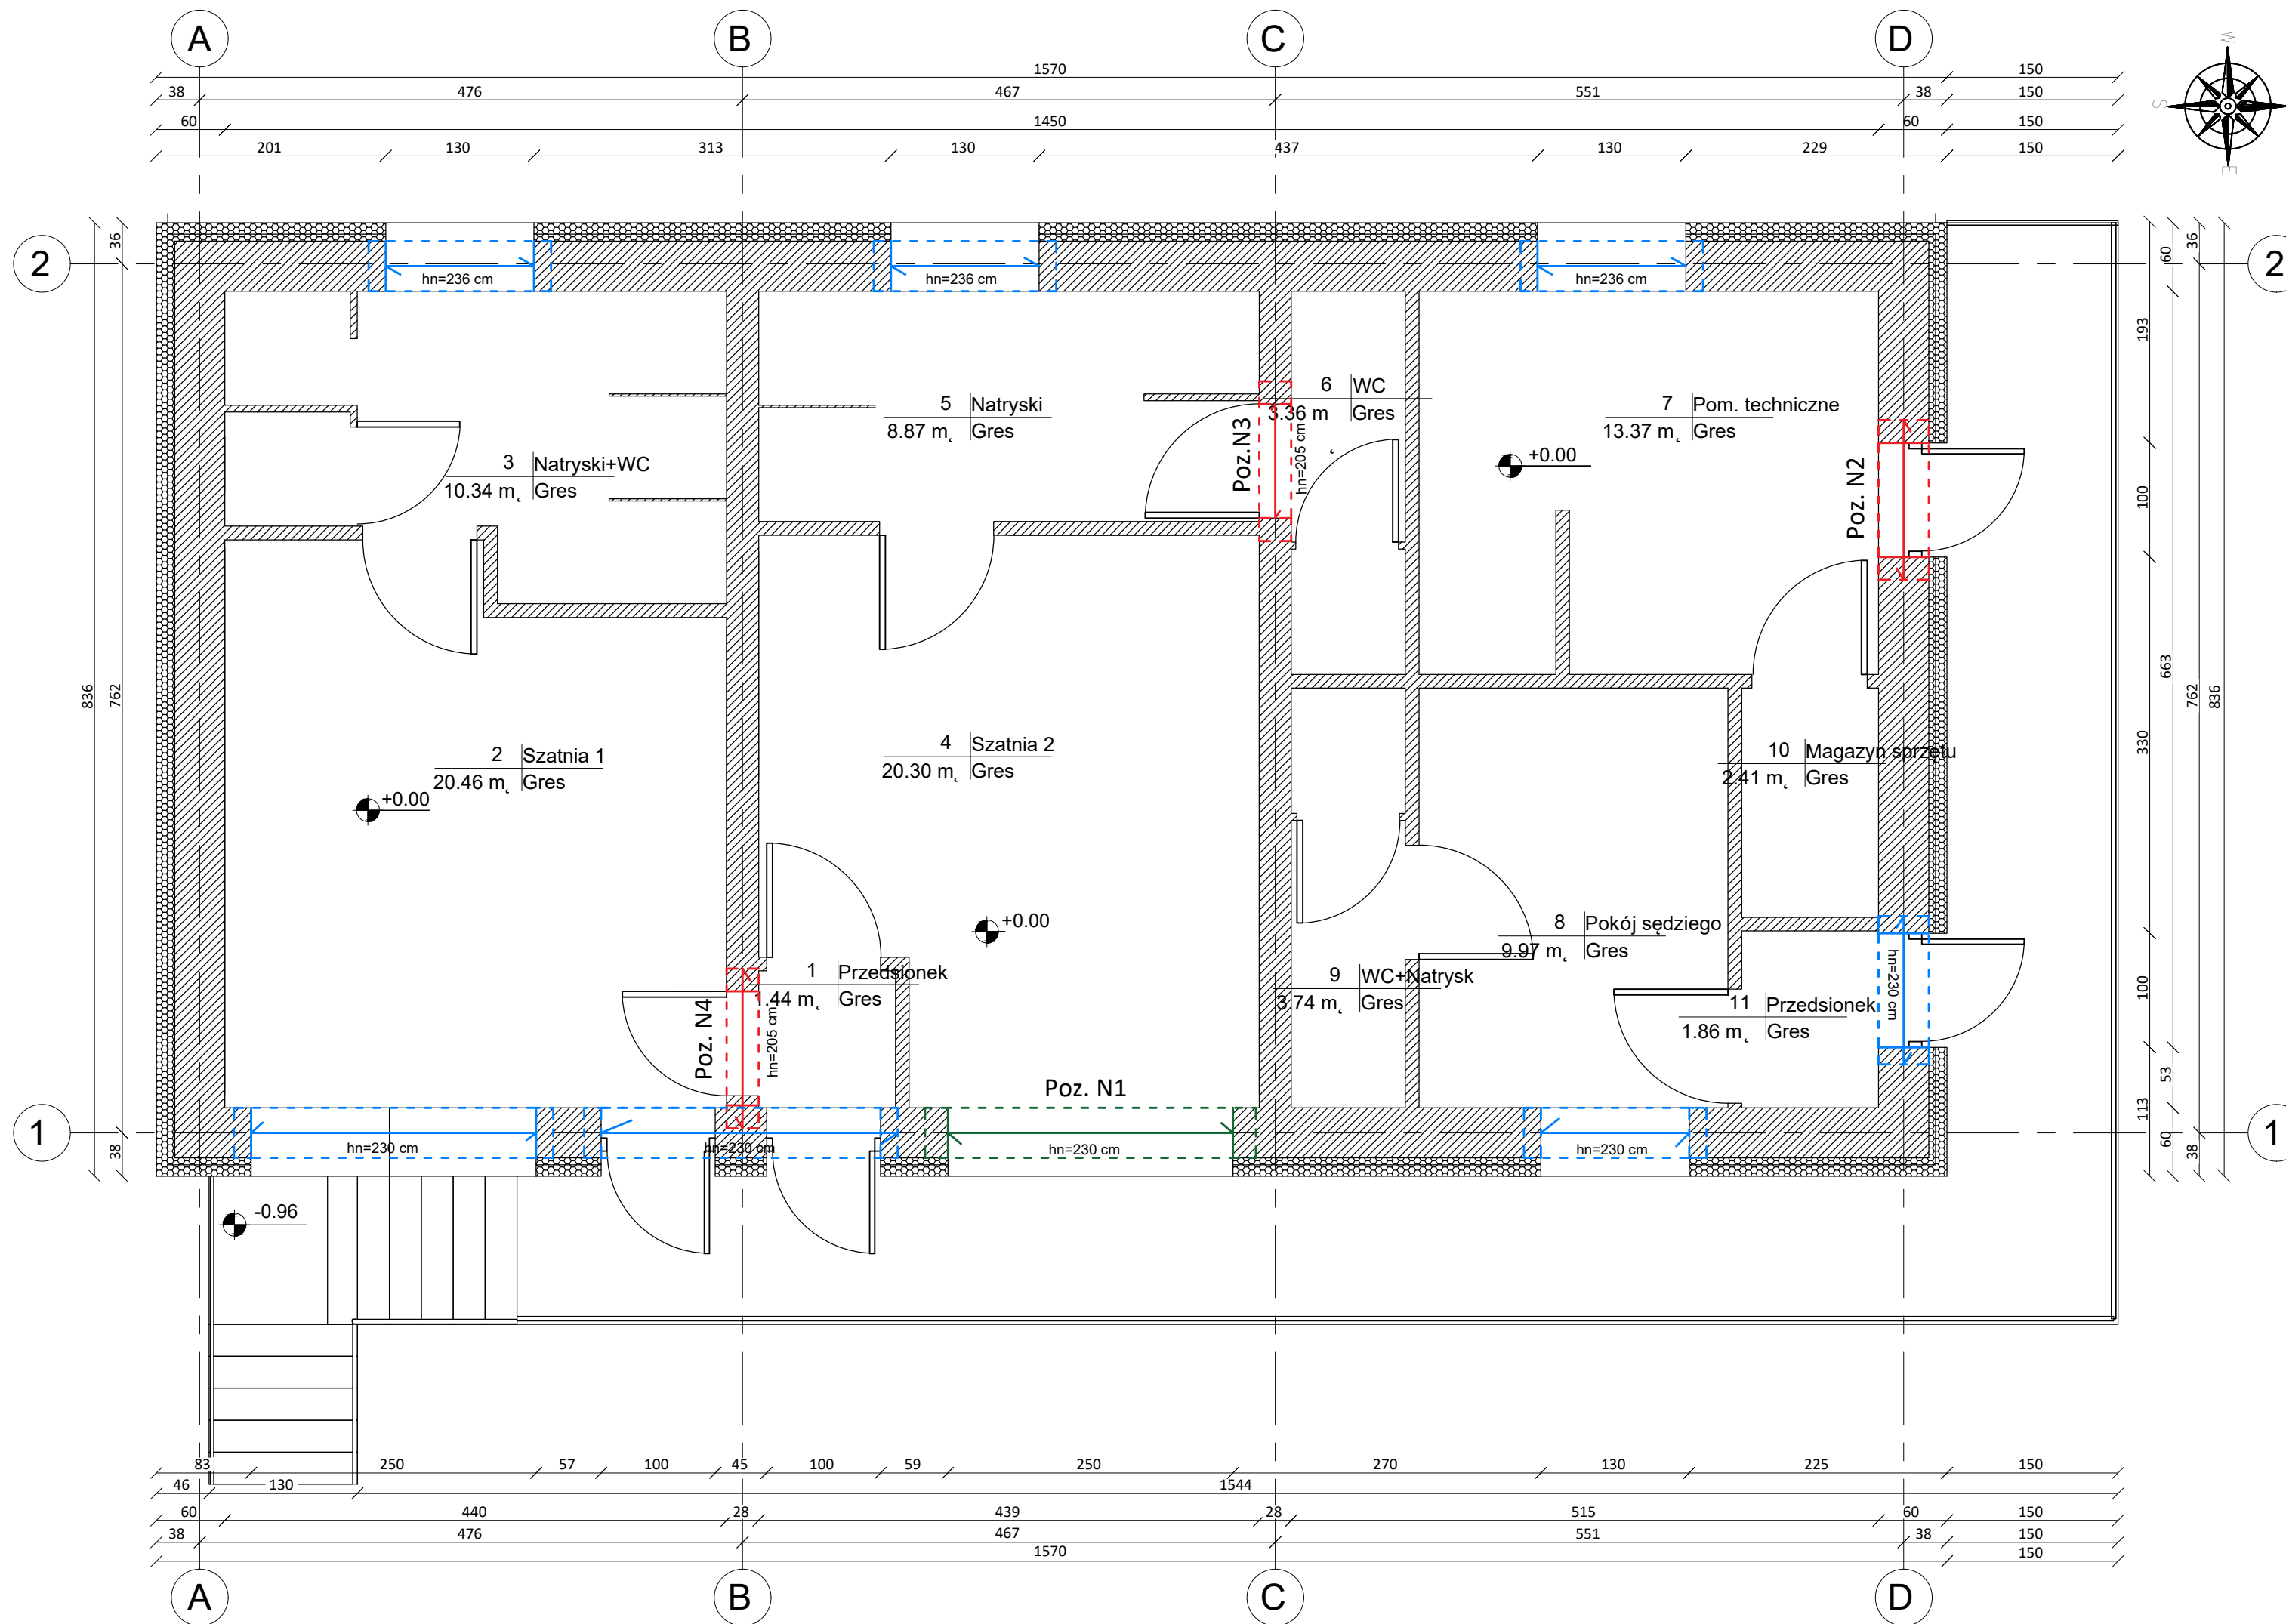 A B C D
W
S
E
1570 150
38 476 467 551 38 150
60 1450 60 150
201 130 313 130 437 130 229 150
2
2
36
836
762
38
60
36
193
100
663
330
762
836
100
53
113
60
38
hn=236 cm
hn=236 cm
hn=236 cm
6 WC
3.36 m Gres
5 Natryski
8.87 m Gres
7 Pom. techniczne
13.37 m Gres
Poz.N3
hn=205 cm
+0.00
3 Natryski+WC
10.34 m Gres
Poz. N2
2 Szatnia 1
20.46 m Gres
4 Szatnia 2
20.30 m Gres
10 Magazyn sprzętu
2.41 m Gres
+0.00
+0.00
8 Pokój sędziego
9.97 m Gres
1 Przedsionek
1.44 m Gres
9 WC+Natrysk
3.74 m Gres
hn=230 cm
11 Przedsionek
1.86 m Gres
Poz. N4
hn=205 cm
Poz. N1
1
1
hn=230 cm
hn=230 cm
hn=230 cm
hn=230 cm
-0.96
83 250 57 100 45 100 59 250 270 130 225 150
46 130 1544
60 440 28 439 28 515 60 150
38 476 467 551 38 150
1570 150
A B C D